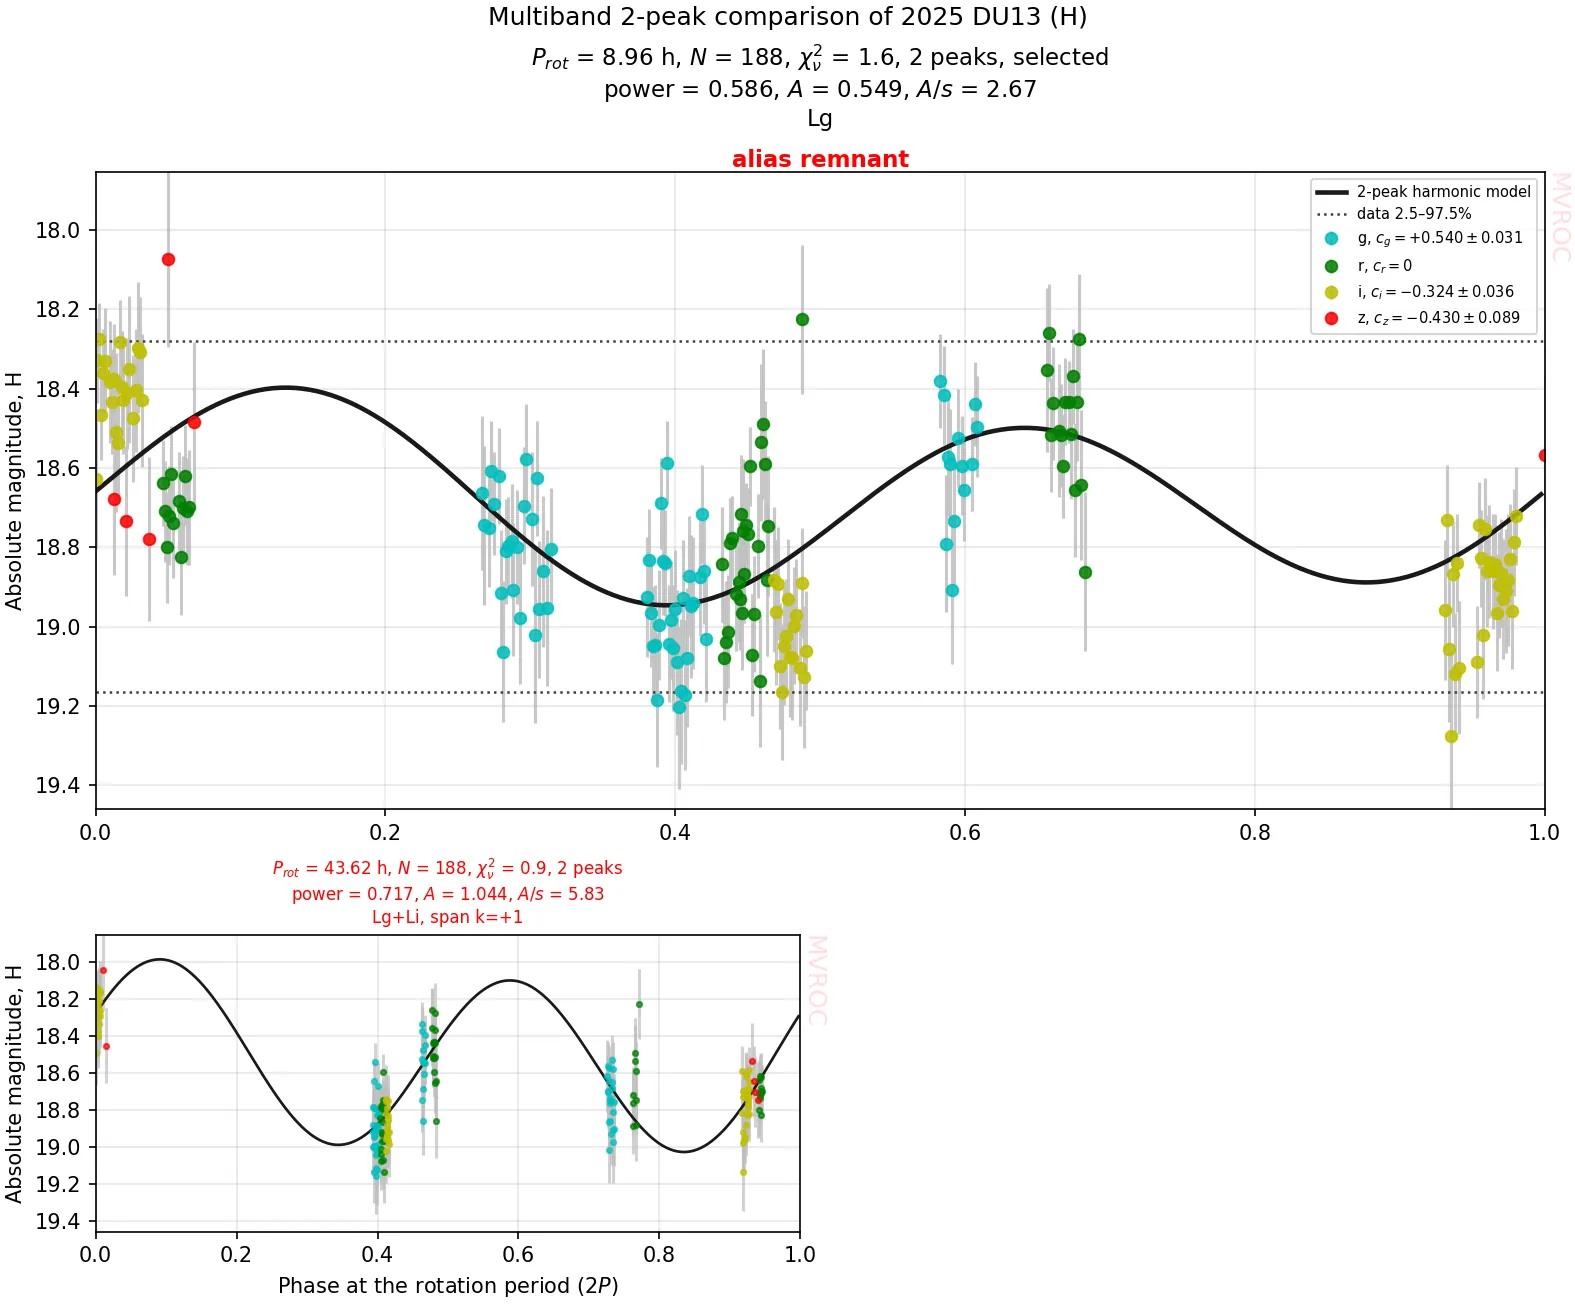 Multiband 2-peak comparison of 2025 DU13 (H)
P_rot = 8.96 h, N = 188, χ²_ν = 1.6, 2 peaks, selected
power = 0.586, A = 0.549, A/s = 2.67
Lg
alias remnant
2-peak harmonic model
data 2.5–97.5%
g, c_g = +0.540 ± 0.031
r, c_r = 0
i, c_i = −0.324 ± 0.036
z, c_z = −0.430 ± 0.089
MVROC
Absolute magnitude, H
18.0
18.2
18.4
18.6
18.8
19.0
19.2
19.4
0.0 0.2 0.4 0.6 0.8 1.0
P_rot = 43.62 h, N = 188, χ²_ν = 0.9, 2 peaks
power = 0.717, A = 1.044, A/s = 5.83
Lg+Li, span k=+1
MVROC
Absolute magnitude, H
18.0
18.2
18.4
18.6
18.8
19.0
19.2
19.4
0.0 0.2 0.4 0.6 0.8 1.0
Phase at the rotation period (2P)